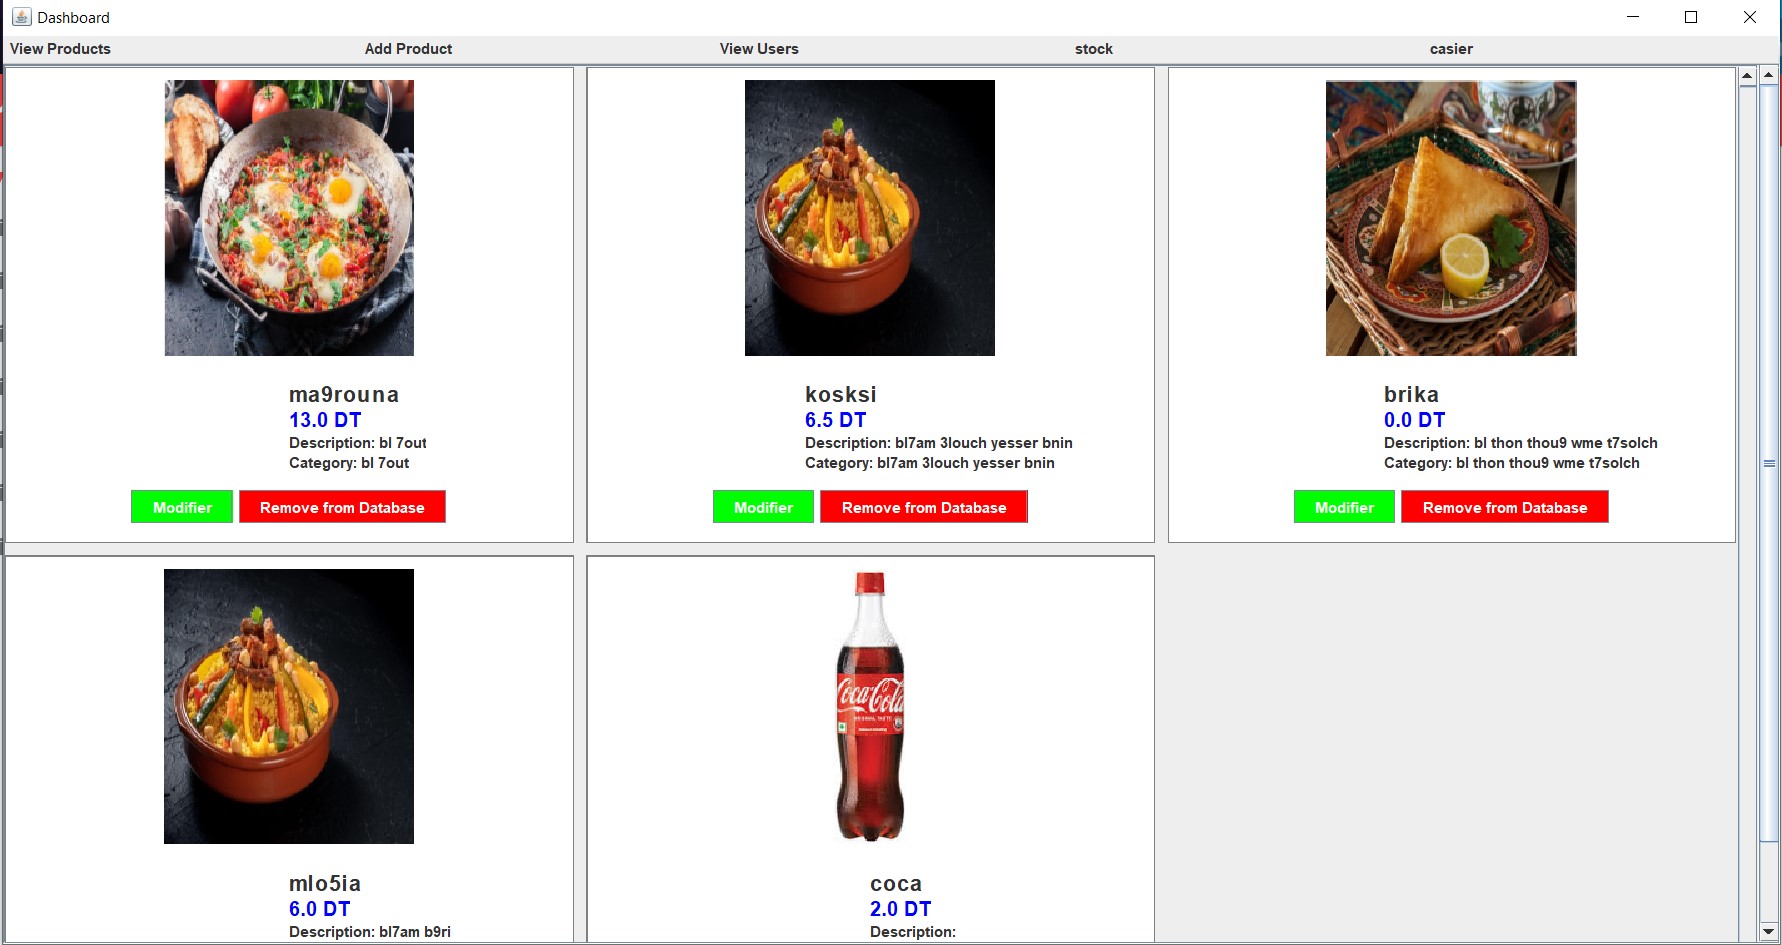 Dashboard
View Products Add Product View Users stock casier
ma9rouna
13.0 DT
Description: bl 7out
Category: bl 7out
Modifier Remove from Database
kosksi
6.5 DT
Description: bl7am 3louch yesser bnin
Category: bl7am 3louch yesser bnin
Modifier Remove from Database
brika
0.0 DT
Description: bl thon thou9 wme t7solch
Category: bl thon thou9 wme t7solch
Modifier Remove from Database
mlo5ia
6.0 DT
Description: bl7am b9ri
Coca-Cola
ORIGINAL TASTE
coca
2.0 DT
Description: